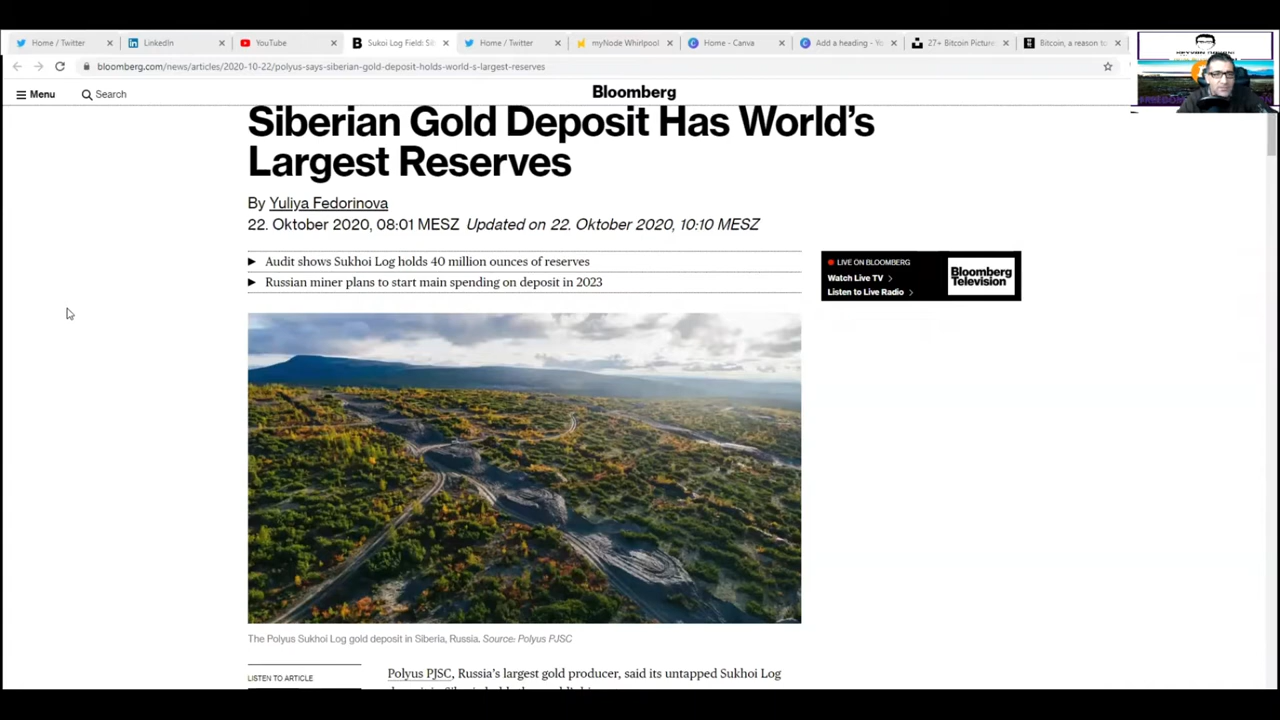 Home / Twitter
LinkedIn
YouTube
Sukoi Log Field: Si
Home / Twitter
myNode Whirlpool
Home - Canva
Add a heading - Yo
27+ Bitcoin Picture
Bitcoin, a reason to
bloomberg.com/news/articles/2020-10-22/polyus-says-siberian-gold-deposit-holds-world-s-largest-reserves
Menu
Search
Bloomberg
Siberian Gold Deposit Has World's
Largest Reserves
By Yuliya Fedorinova
22. Oktober 2020, 08:01 MESZ Updated on 22. Oktober 2020, 10:10 MESZ
Audit shows Sukhoi Log holds 40 million ounces of reserves
Russian miner plans to start main spending on deposit in 2023
LIVE ON BLOOMBERG
Watch Live TV
Listen to Live Radio
Bloomberg
Television
The Polyus Sukhoi Log gold deposit in Siberia, Russia. Source: Polyus PJSC
LISTEN TO ARTICLE
Polyus PJSC, Russia's largest gold producer, said its untapped Sukhoi Log